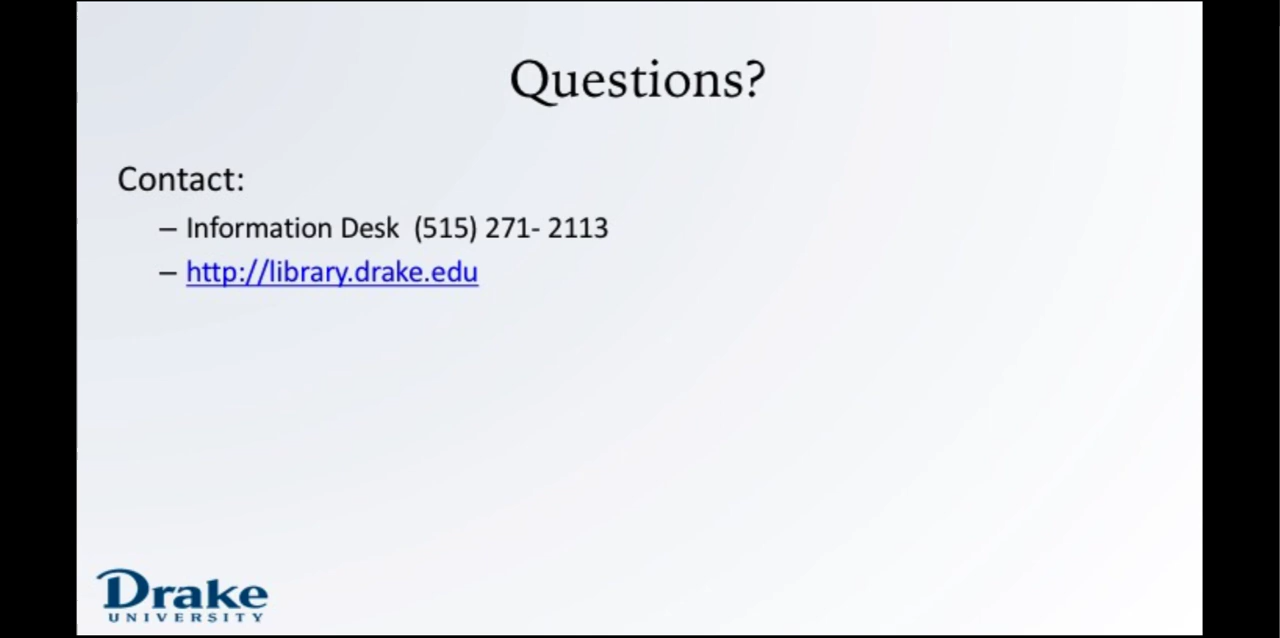 Questions?
Contact:
– Information Desk  (515) 271- 2113
– http://library.drake.edu
Drake
UNIVERSITY